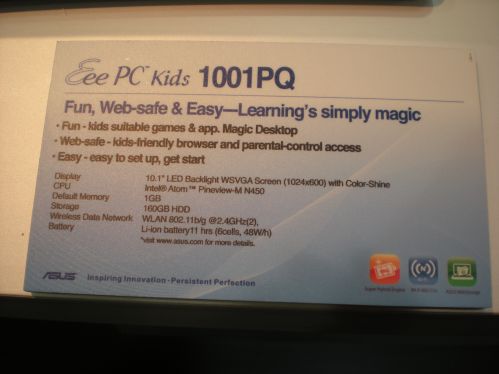 Eee PC™ Kids 1001PQ
Fun, Web-safe & Easy—Learning's simply magic
• Fun - kids suitable games & app. Magic Desktop
• Web-safe - kids-friendly browser and parental-control access
• Easy - easy to set up, get start
Display 10.1" LED Backlight WSVGA Screen (1024x600) with Color-Shine
CPU Intel® Atom™ Pineview-M N450
Default Memory 1GB
Storage 160GB HDD
Wireless Data Network WLAN 802.11b/g @2.4GHz(2),
Battery Li-ion battery11 hrs (6cells, 48W/h)
*visit www.asus.com for more details.
ASUS Inspiring Innovation · Persistent Perfection
Super Hybrid Engine